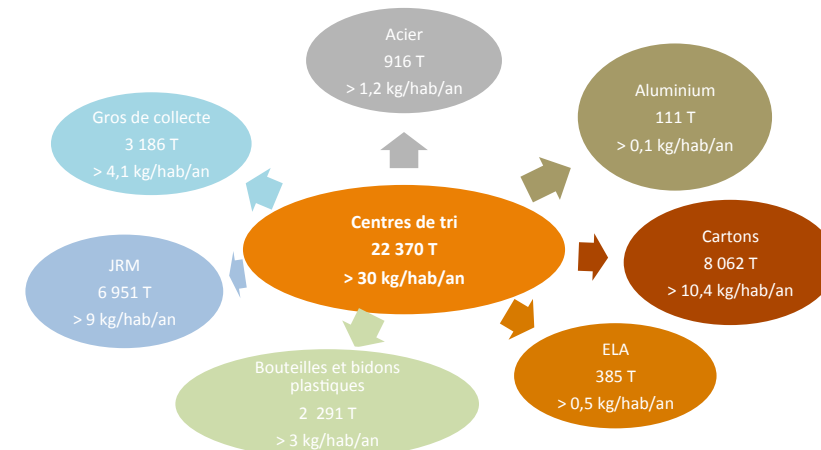 Acier
916 T
> 1,2 kg/hab/an
Aluminium
111 T
> 0,1 kg/hab/an
Gros de collecte
3 186 T
> 4,1 kg/hab/an
Centres de tri
22 370 T
> 30 kg/hab/an
Cartons
8 062 T
> 10,4 kg/hab/an
JRM
6 951 T
> 9 kg/hab/an
ELA
385 T
> 0,5 kg/hab/an
Bouteilles et bidons
plastiques
2 291 T
> 3 kg/hab/an